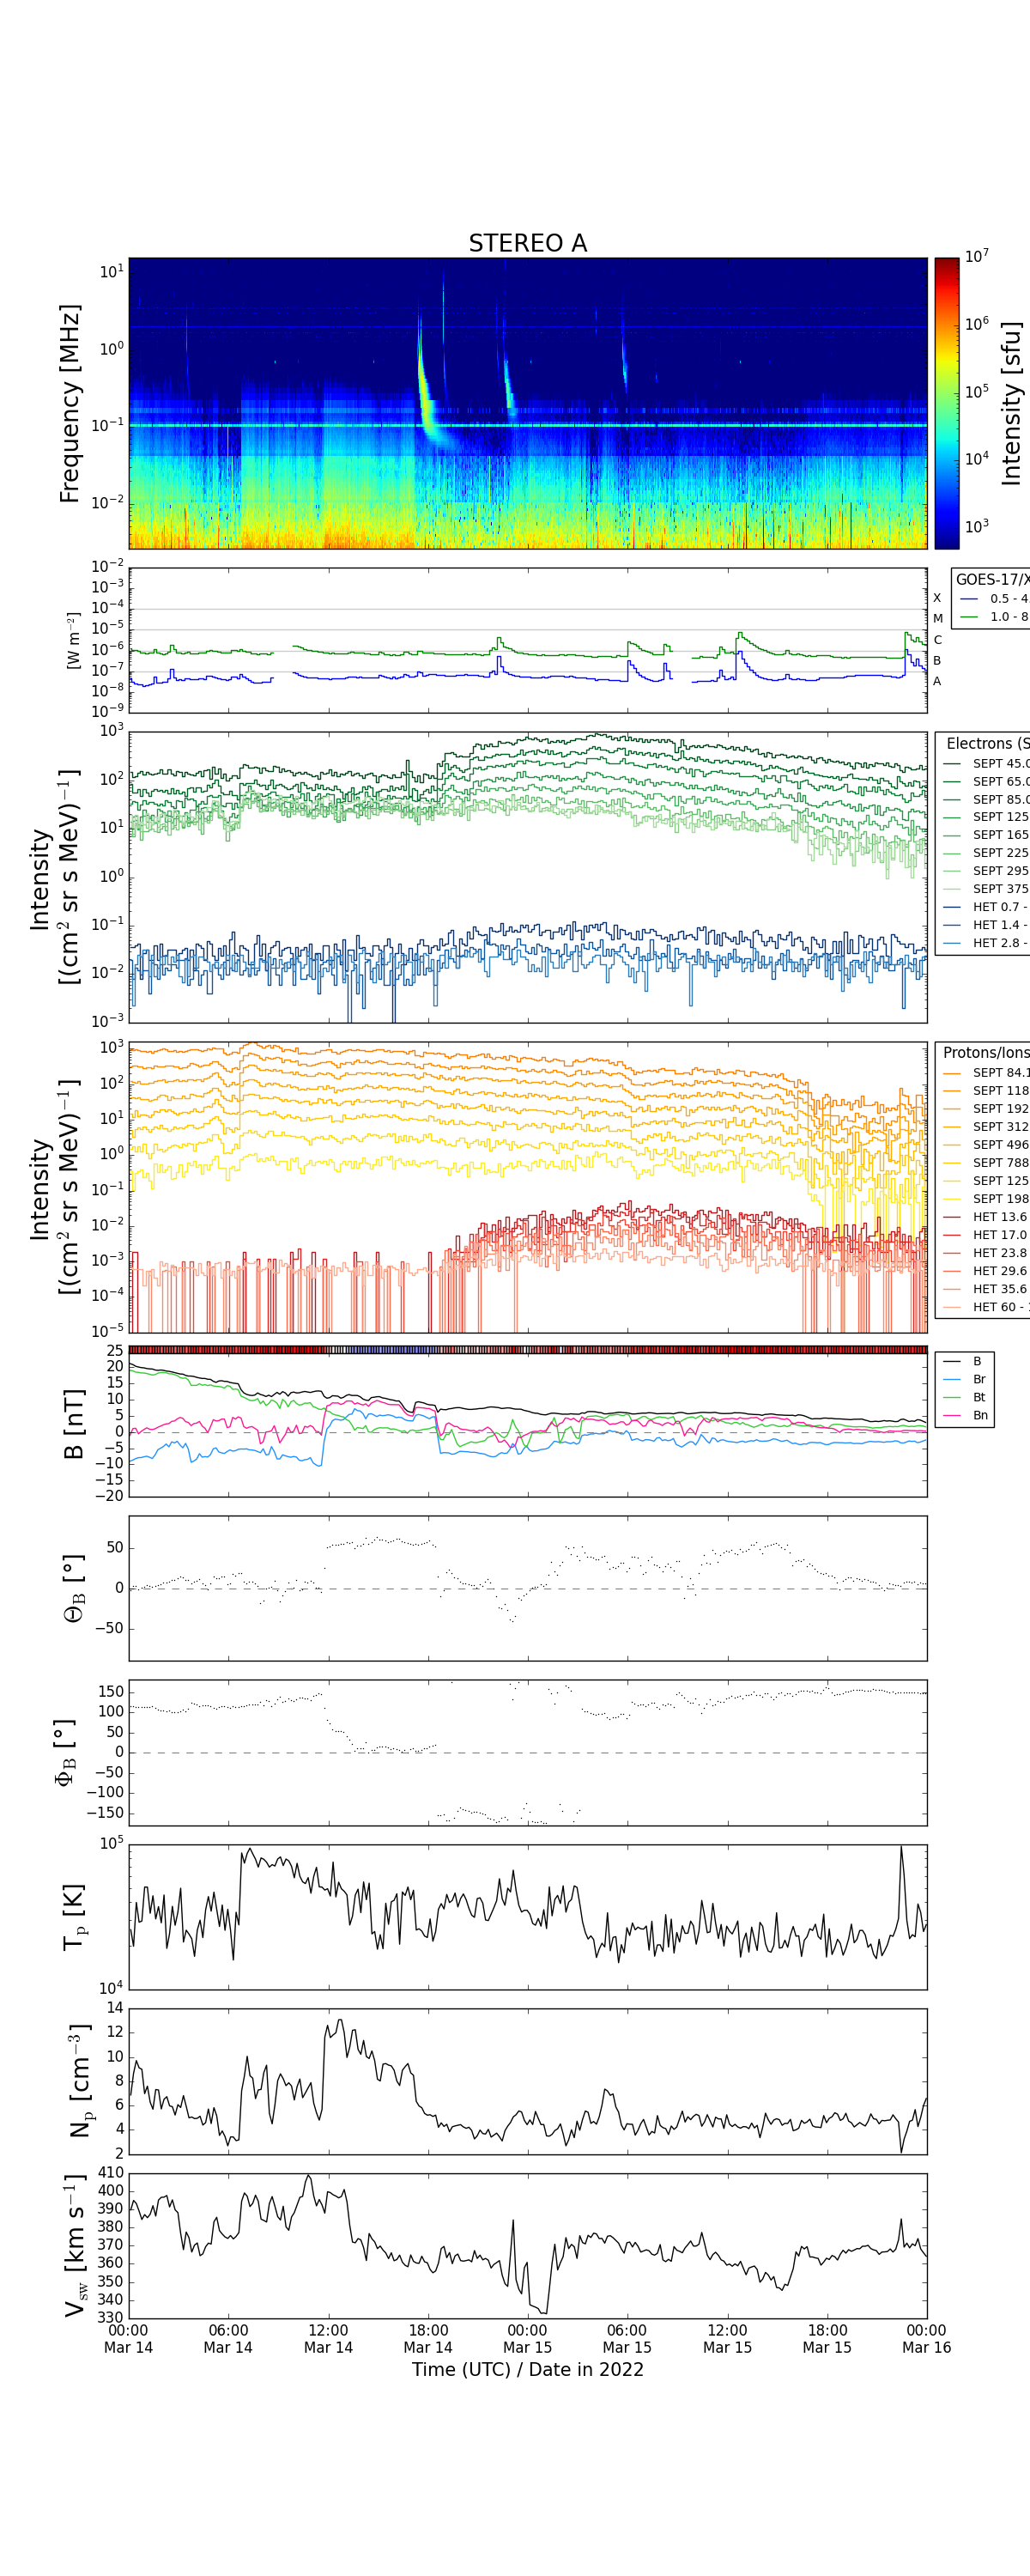 STEREO A
Frequency [MHz]
10¹
10⁰
10⁻¹
10⁻²
10⁷
10⁶
10⁵
10⁴
10³
Intensity [sfu]
[W m⁻²]
10⁻²
10⁻³
10⁻⁴
10⁻⁵
10⁻⁶
10⁻⁷
10⁻⁸
10⁻⁹
X
M
C
B
A
GOES-17/X
0.5 - 4.
1.0 - 8
Intensity
[(cm² sr s MeV)⁻¹]
10³
10²
10¹
10⁰
10⁻¹
10⁻²
10⁻³
Electrons (S
SEPT 45.0
SEPT 65.0
SEPT 85.0
SEPT 125
SEPT 165
SEPT 225
SEPT 295
SEPT 375
HET 0.7 -
HET 1.4 -
HET 2.8 -
Intensity
[(cm² sr s MeV)⁻¹]
10³
10²
10¹
10⁰
10⁻¹
10⁻²
10⁻³
10⁻⁴
10⁻⁵
Protons/Ions
SEPT 84.1
SEPT 118
SEPT 192
SEPT 312
SEPT 496
SEPT 788
SEPT 125
SEPT 198
HET 13.6
HET 17.0
HET 23.8
HET 29.6
HET 35.6
HET 60 - 1
B [nT]
25
20
15
10
5
0
−5
−10
−15
−20
B
Br
Bt
Bn
Θ_B [°]
50
0
−50
Φ_B [°]
150
100
50
0
−50
−100
−150
T_p [K]
10⁵
10⁴
N_p [cm⁻³]
14
12
10
8
6
4
2
V_sw [km s⁻¹]
410
400
390
380
370
360
350
340
330
00:00 06:00 12:00 18:00 00:00 06:00 12:00 18:00 00:00
Mar 14 Mar 14 Mar 14 Mar 14 Mar 15 Mar 15 Mar 15 Mar 15 Mar 16
Time (UTC) / Date in 2022